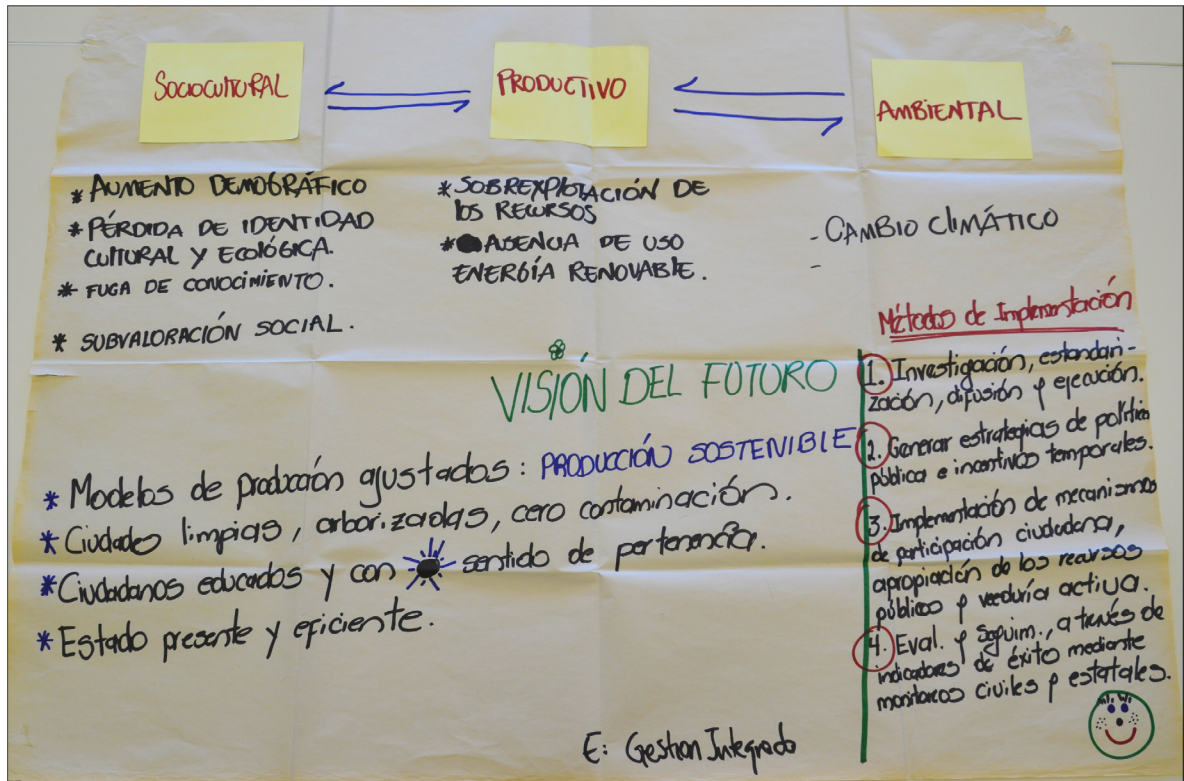 SOCIOCULTURAL
PRODUCTIVO
AMBIENTAL
* AUMENTO DEMOGRÁFICO
* PÉRDIDA DE IDENTIDAD
CULTURAL Y ECOLÓGICA.
* FUGA DE CONOCIMIENTO.
* SUBVALORACIÓN SOCIAL.
* SOBREXPLOTACIÓN DE
LOS RECURSOS
* AUSENCIA DE USO
ENERGÍA RENOVABLE.
- CAMBIO CLIMÁTICO
-
VISIÓN DEL FUTURO
* Modelos de producción ajustados: PRODUCCIÓN SOSTENIBLE
* Ciudades limpias, arborizadas, cero contaminación.
* Ciudadanos educados y con sentido de pertenencia.
* Estado presente y eficiente.
Métodos de Implementación
1. Investigación, estandari-
zación, difusión y ejecución.
2. Generar estrategias de política
pública e incentivos temporales.
3. Implementación de mecanismos
de participación ciudadana,
apropiación de los recursos
públicos y veeduría activa.
4. Eval. y Seguim., a través de
indicadores de éxito mediante
monitoreos civiles y estatales.
E: Gestion Integrada